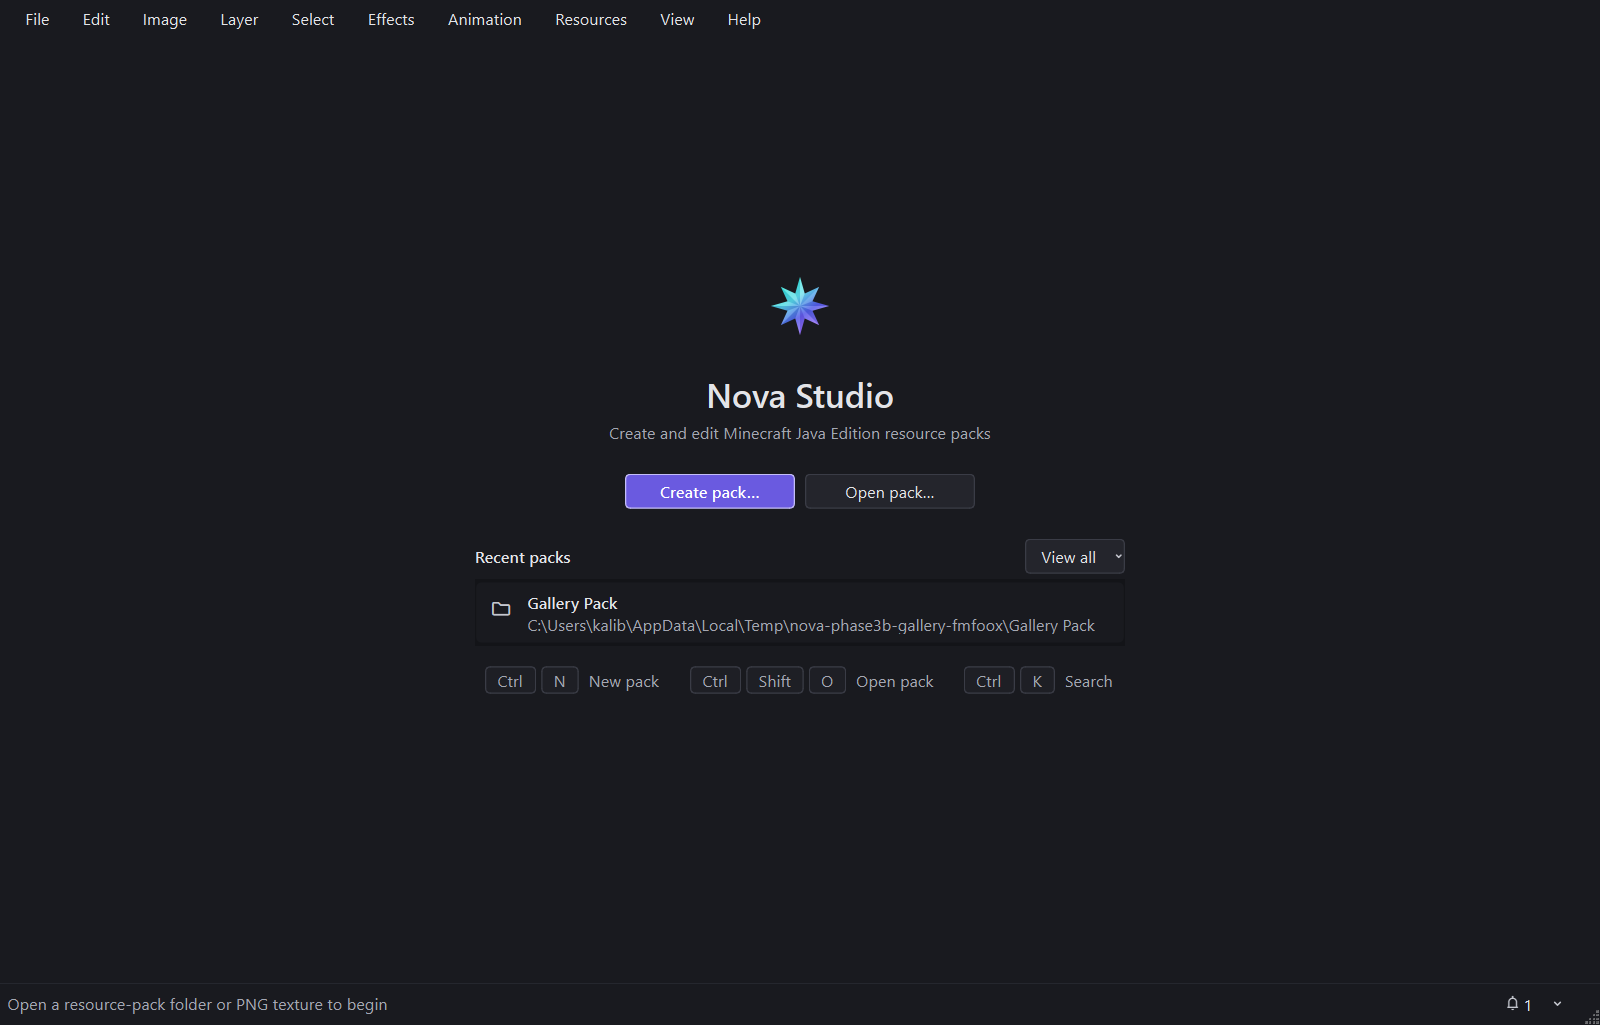 File Edit Image Layer Select Effects Animation Resources View Help
Nova Studio
Create and edit Minecraft Java Edition resource packs
Create pack... Open pack...
Recent packs View all
Gallery Pack
C:\Users\kalib\AppData\Local\Temp\nova-phase3b-gallery-fmfoox\Gallery Pack
Ctrl N New pack Ctrl Shift O Open pack Ctrl K Search
Open a resource-pack folder or PNG texture to begin 1